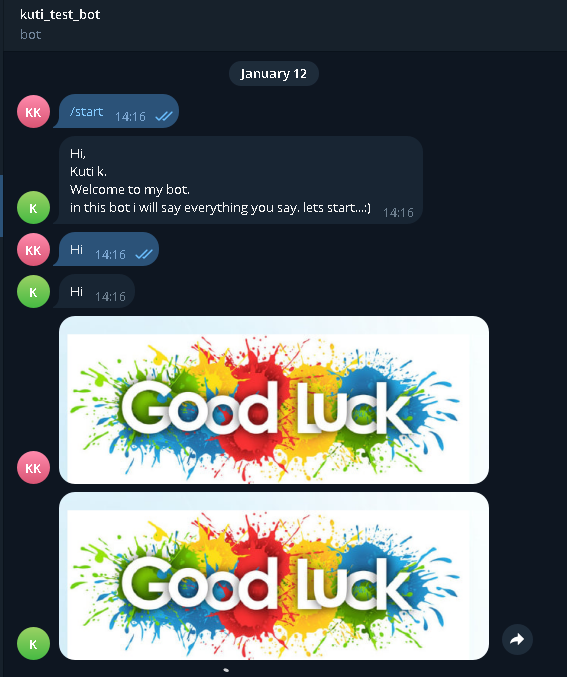 kuti_test_bot
bot
January 12
KK
/start 14:16
Hi,
Kuti k.
Welcome to my bot.
in this bot i will say everything you say. lets start...:) 14:16
K
KK
Hi 14:16
K
Hi 14:16
Good Luck
KK
Good Luck
K